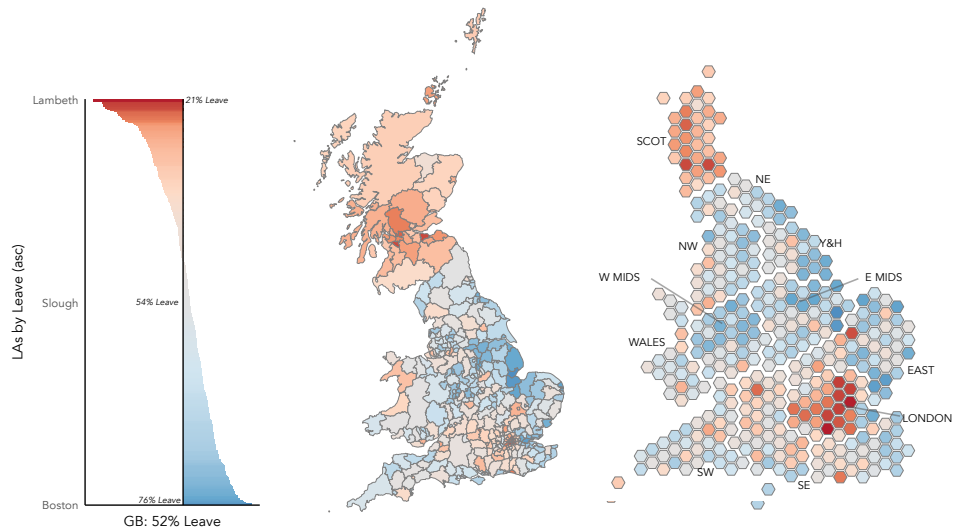 Lambeth
21% Leave
LAs by Leave (asc)
Slough
54% Leave
Boston
76% Leave
GB: 52% Leave
SCOT
NE
NW
Y&H
W MIDS
E MIDS
WALES
EAST
LONDON
SW
SE